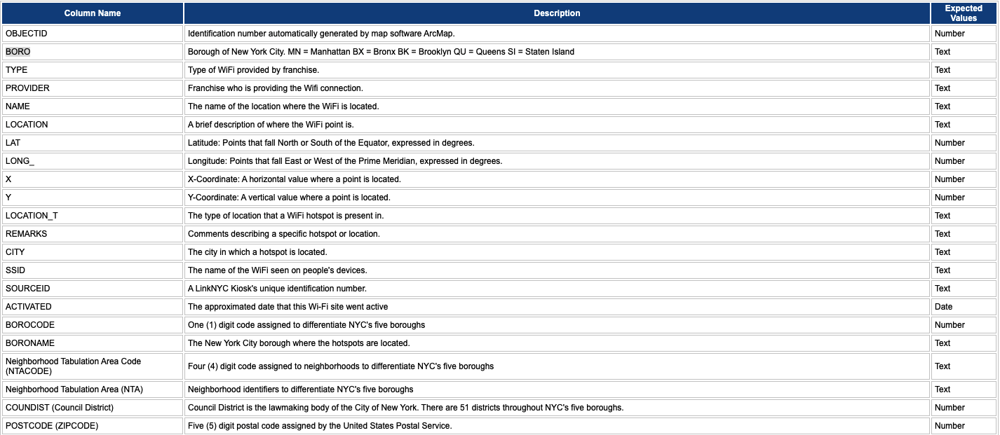 Column Name Description Expected Values
OBJECTID Identification number automatically generated by map software ArcMap. Number
BORO Borough of New York City. MN = Manhattan BX = Bronx BK = Brooklyn QU = Queens SI = Staten Island Text
TYPE Type of WiFi provided by franchise. Text
PROVIDER Franchise who is providing the Wifi connection. Text
NAME The name of the location where the WiFi is located. Text
LOCATION A brief description of where the WiFi point is. Text
LAT Latitude: Points that fall North or South of the Equator, expressed in degrees. Number
LONG_ Longitude: Points that fall East or West of the Prime Meridian, expressed in degrees. Number
X X-Coordinate: A horizontal value where a point is located. Number
Y Y-Coordinate: A vertical value where a point is located. Number
LOCATION_T The type of location that a WiFi hotspot is present in. Text
REMARKS Comments describing a specific hotspot or location. Text
CITY The city in which a hotspot is located. Text
SSID The name of the WiFi seen on people's devices. Text
SOURCEID A LinkNYC Kiosk's unique identification number. Text
ACTIVATED The approximated date that this Wi-Fi site went active Date
BOROCODE One (1) digit code assigned to differentiate NYC's five boroughs Number
BORONAME The New York City borough where the hotspots are located. Text
Neighborhood Tabulation Area Code
(NTACODE) Four (4) digit code assigned to neighborhoods to differentiate NYC's five boroughs Text
Neighborhood Tabulation Area (NTA) Neighborhood identifiers to differentiate NYC's five boroughs Text
COUNDIST (Council District) Council District is the lawmaking body of the City of New York. There are 51 districts throughout NYC's five boroughs. Number
POSTCODE (ZIPCODE) Five (5) digit postal code assigned by the United States Postal Service. Number